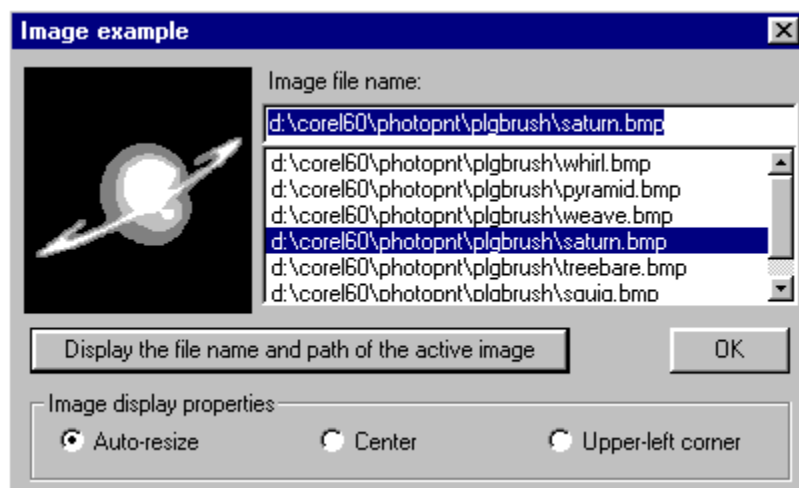 Image example
Image file name:
d:\corel60\photopnt\plgbrush\saturn.bmp
d:\corel60\photopnt\plgbrush\whirl.bmp
d:\corel60\photopnt\plgbrush\pyramid.bmp
d:\corel60\photopnt\plgbrush\weave.bmp
d:\corel60\photopnt\plgbrush\saturn.bmp
d:\corel60\photopnt\plgbrush\treebare.bmp
d:\corel60\photopnt\plgbrush\squig.bmp
Display the file name and path of the active image
OK
Image display properties
Auto-resize
Center
Upper-left corner